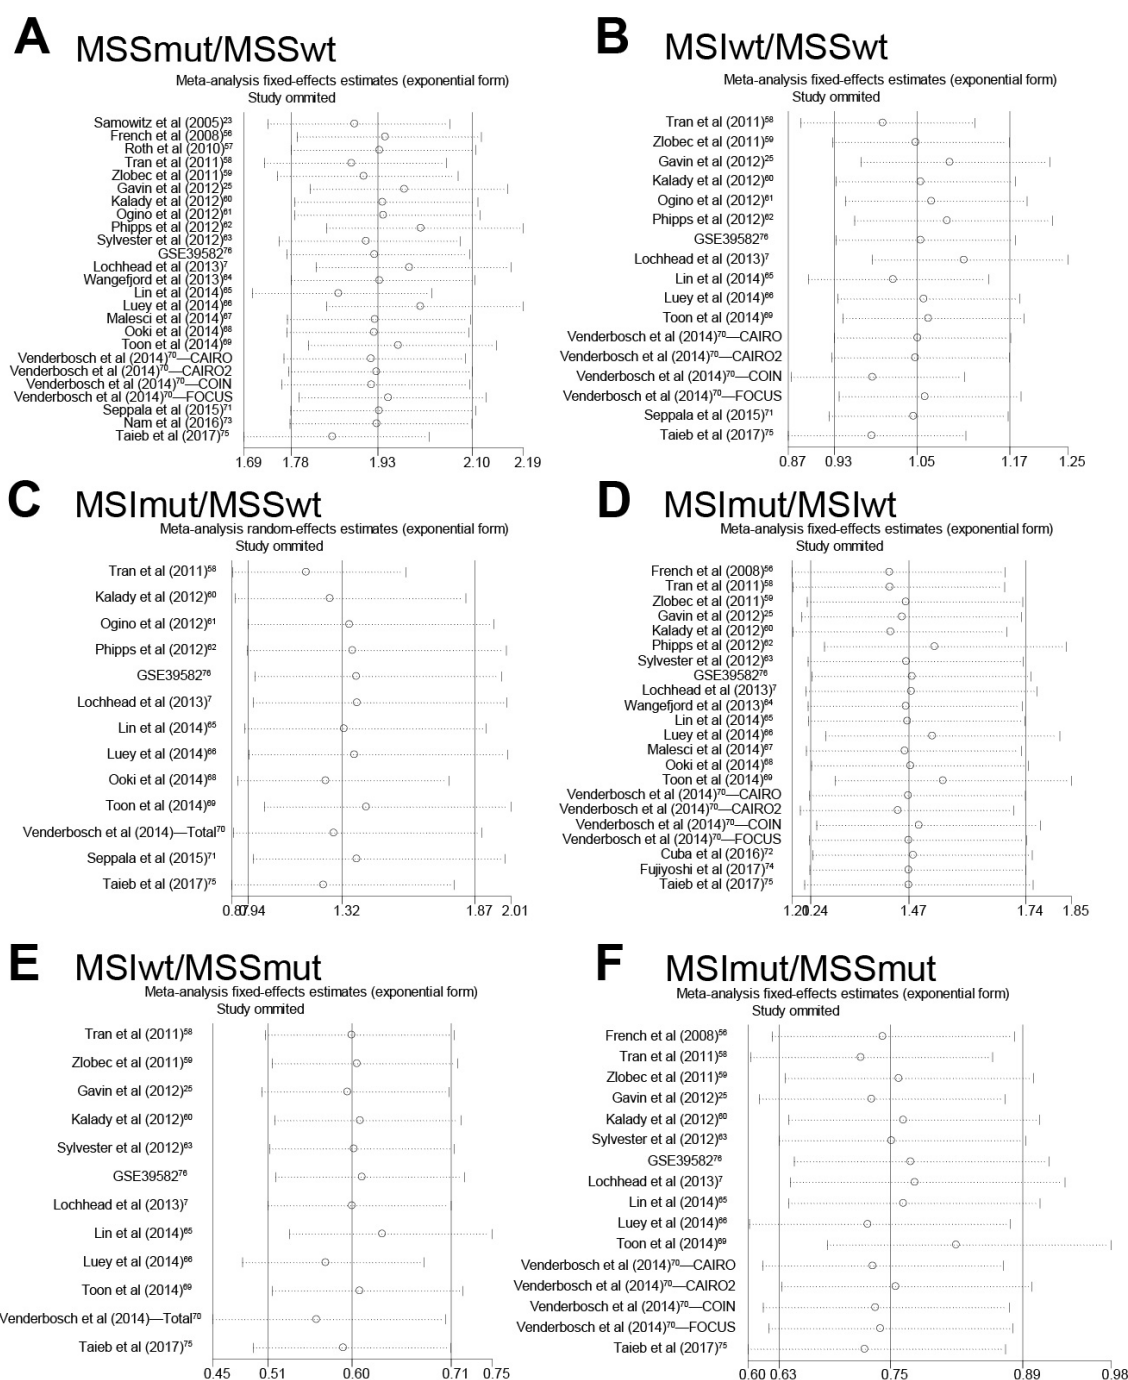 A MSSmut/MSSwt
Meta-analysis fixed-effects estimates (exponential form)
Study ommited
Samowitz et al (2005)²³
French et al (2008)⁵⁶
Roth et al (2010)⁵⁷
Tran et al (2011)⁵⁸
Zlobec et al (2011)⁵⁹
Gavin et al (2012)²⁵
Kalady et al (2012)⁶⁰
Ogino et al (2012)⁶¹
Phipps et al (2012)⁶²
Sylvester et al (2012)⁶³
GSE39582⁷⁶
Lochhead et al (2013)⁷
Wangefjord et al (2013)⁶⁴
Lin et al (2014)⁶⁵
Luey et al (2014)⁶⁶
Malesci et al (2014)⁶⁷
Ooki et al (2014)⁶⁸
Toon et al (2014)⁶⁹
Venderbosch et al (2014)⁷⁰—CAIRO
Venderbosch et al (2014)⁷⁰—CAIRO2
Venderbosch et al (2014)⁷⁰—COIN
Venderbosch et al (2014)⁷⁰—FOCUS
Seppala et al (2015)⁷¹
Nam et al (2016)⁷³
Taieb et al (2017)⁷⁵
1.69 1.78 1.93 2.10 2.19
B MSIwt/MSSwt
Meta-analysis fixed-effects estimates (exponential form)
Study ommited
Tran et al (2011)⁵⁸
Zlobec et al (2011)⁵⁹
Gavin et al (2012)²⁵
Kalady et al (2012)⁶⁰
Ogino et al (2012)⁶¹
Phipps et al (2012)⁶²
GSE39582⁷⁶
Lochhead et al (2013)⁷
Lin et al (2014)⁶⁵
Luey et al (2014)⁶⁶
Toon et al (2014)⁶⁹
Venderbosch et al (2014)⁷⁰—CAIRO
Venderbosch et al (2014)⁷⁰—CAIRO2
Venderbosch et al (2014)⁷⁰—COIN
Venderbosch et al (2014)⁷⁰—FOCUS
Seppala et al (2015)⁷¹
Taieb et al (2017)⁷⁵
0.87 0.93 1.05 1.17 1.25
C MSImut/MSSwt
Meta-analysis random-effects estimates (exponential form)
Study ommited
Tran et al (2011)⁵⁸
Kalady et al (2012)⁶⁰
Ogino et al (2012)⁶¹
Phipps et al (2012)⁶²
GSE39582⁷⁶
Lochhead et al (2013)⁷
Lin et al (2014)⁶⁵
Luey et al (2014)⁶⁶
Ooki et al (2014)⁶⁸
Toon et al (2014)⁶⁹
Venderbosch et al (2014)—Total⁷⁰
Seppala et al (2015)⁷¹
Taieb et al (2017)⁷⁵
0.87 0.94 1.32 1.87 2.01
D MSImut/MSIwt
Meta-analysis fixed-effects estimates (exponential form)
Study ommited
French et al (2008)⁵⁶
Tran et al (2011)⁵⁸
Zlobec et al (2011)⁵⁹
Gavin et al (2012)²⁵
Kalady et al (2012)⁶⁰
Phipps et al (2012)⁶²
Sylvester et al (2012)⁶³
GSE39582⁷⁶
Lochhead et al (2013)⁷
Wangefjord et al (2013)⁶⁴
Lin et al (2014)⁶⁵
Luey et al (2014)⁶⁶
Malesci et al (2014)⁶⁷
Ooki et al (2014)⁶⁸
Toon et al (2014)⁶⁹
Venderbosch et al (2014)⁷⁰—CAIRO
Venderbosch et al (2014)⁷⁰—CAIRO2
Venderbosch et al (2014)⁷⁰—COIN
Venderbosch et al (2014)⁷⁰—FOCUS
Cuba et al (2016)⁷²
Fujiyoshi et al (2017)⁷⁴
Taieb et al (2017)⁷⁵
1.20 1.24 1.47 1.74 1.85
E MSIwt/MSSmut
Meta-analysis fixed-effects estimates (exponential form)
Study ommited
Tran et al (2011)⁵⁸
Zlobec et al (2011)⁵⁹
Gavin et al (2012)²⁵
Kalady et al (2012)⁶⁰
Sylvester et al (2012)⁶³
GSE39582⁷⁶
Lochhead et al (2013)⁷
Lin et al (2014)⁶⁵
Luey et al (2014)⁶⁶
Toon et al (2014)⁶⁹
Venderbosch et al (2014)—Total⁷⁰
Taieb et al (2017)⁷⁵
0.45 0.51 0.60 0.71 0.75
F MSImut/MSSmut
Meta-analysis fixed-effects estimates (exponential form)
Study ommited
French et al (2008)⁵⁶
Tran et al (2011)⁵⁸
Zlobec et al (2011)⁵⁹
Gavin et al (2012)²⁵
Kalady et al (2012)⁶⁰
Sylvester et al (2012)⁶³
GSE39582⁷⁶
Lochhead et al (2013)⁷
Lin et al (2014)⁶⁵
Luey et al (2014)⁶⁶
Toon et al (2014)⁶⁹
Venderbosch et al (2014)⁷⁰—CAIRO
Venderbosch et al (2014)⁷⁰—CAIRO2
Venderbosch et al (2014)⁷⁰—COIN
Venderbosch et al (2014)⁷⁰—FOCUS
Taieb et al (2017)⁷⁵
0.60 0.63 0.75 0.89 0.98